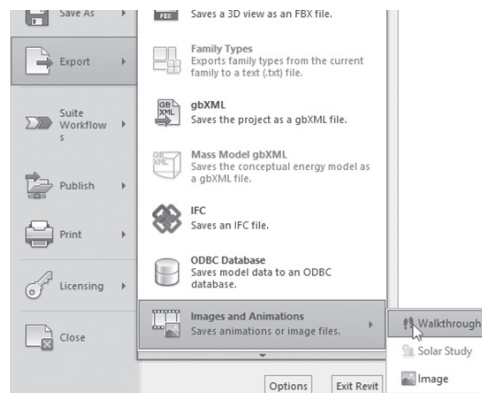 Save As
Export
Suite
Workflow
s
Publish
Print
Licensing
Close
FBX
Saves a 3D view as an FBX file.
Family Types
Exports family types from the current
family to a text (.txt) file.
GB
XML
gbXML
Saves the project as a gbXML file.
Mass Model gbXML
Saves the conceptual energy model as
a gbXML file.
IFC
Saves an IFC file.
ODBC Database
Saves model data to an ODBC
database.
Images and Animations
Saves animations or image files.
Walkthrough
Solar Study
Image
Options
Exit Revit